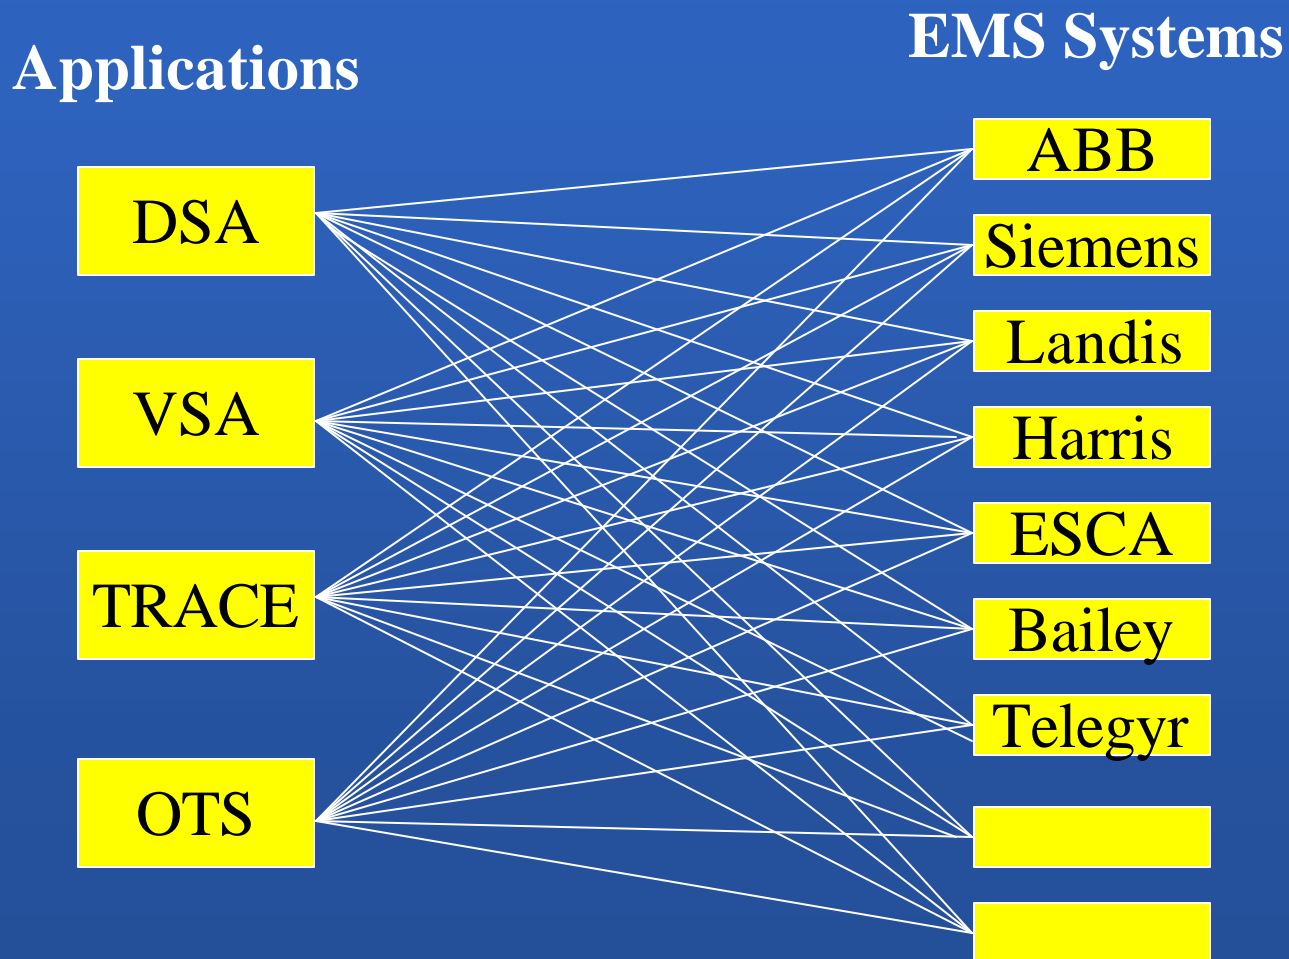 Applications
EMS Systems
DSA
VSA
TRACE
OTS
ABB
Siemens
Landis
Harris
ESCA
Bailey
Telegyr